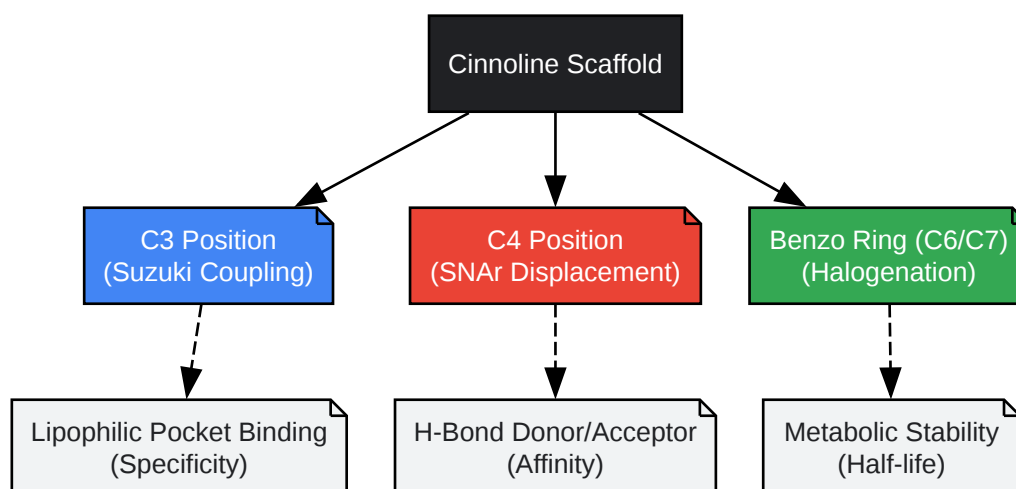 Cinnoline Scaffold
C3 Position
(Suzuki Coupling)
C4 Position
(SNAr Displacement)
Benzo Ring (C6/C7)
(Halogenation)
Lipophilic Pocket Binding
(Specificity)
H-Bond Donor/Acceptor
(Affinity)
Metabolic Stability
(Half-life)